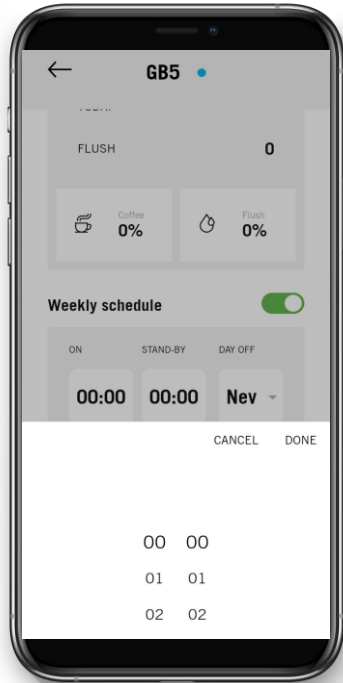 GB5
TODAY
FLUSH 0
Coffee Flush
0% 0%
Weekly schedule
ON STAND-BY DAY OFF
00:00 00:00 Nev
CANCEL DONE
00 00
01 01
02 02